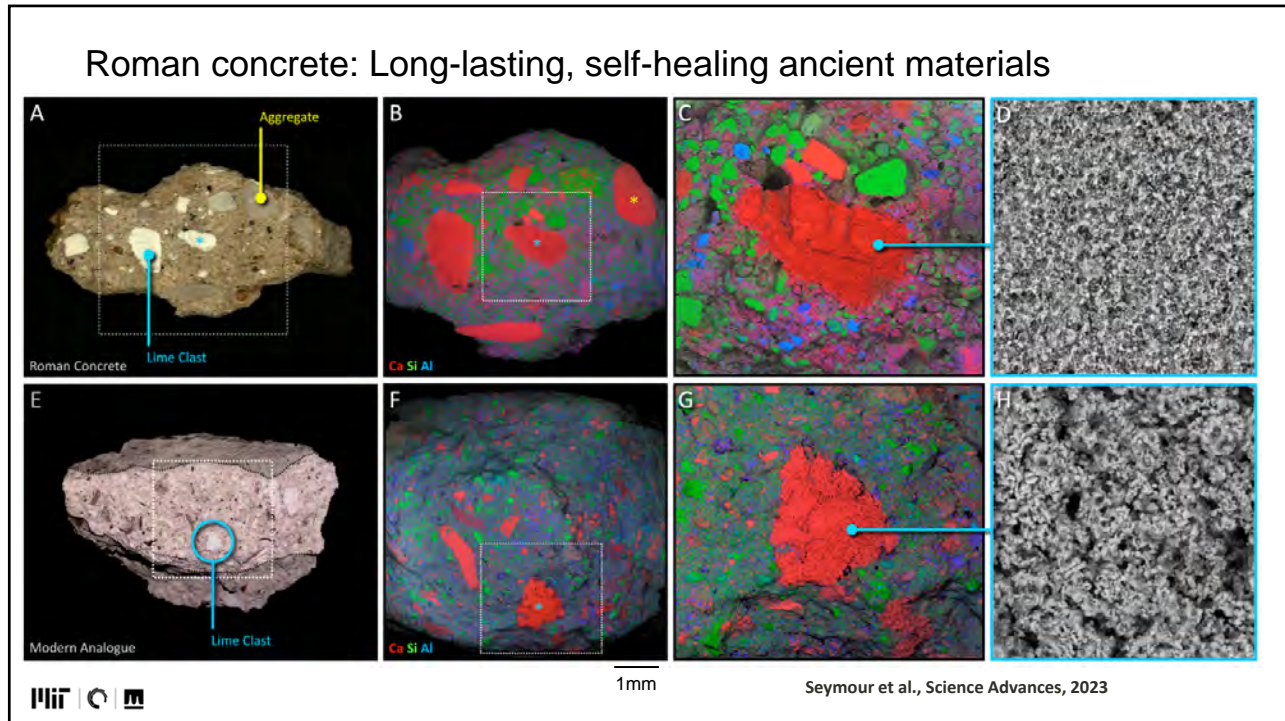 Roman concrete: Long-lasting, self-healing ancient materials
A
Aggregate
*
Lime Clast
Roman Concrete
B
*
*
Ca Si Al
C
D
E
Lime Clast
Modern Analogue
F
*
Ca Si Al
G
H
1mm
MIT
Seymour et al., Science Advances, 2023